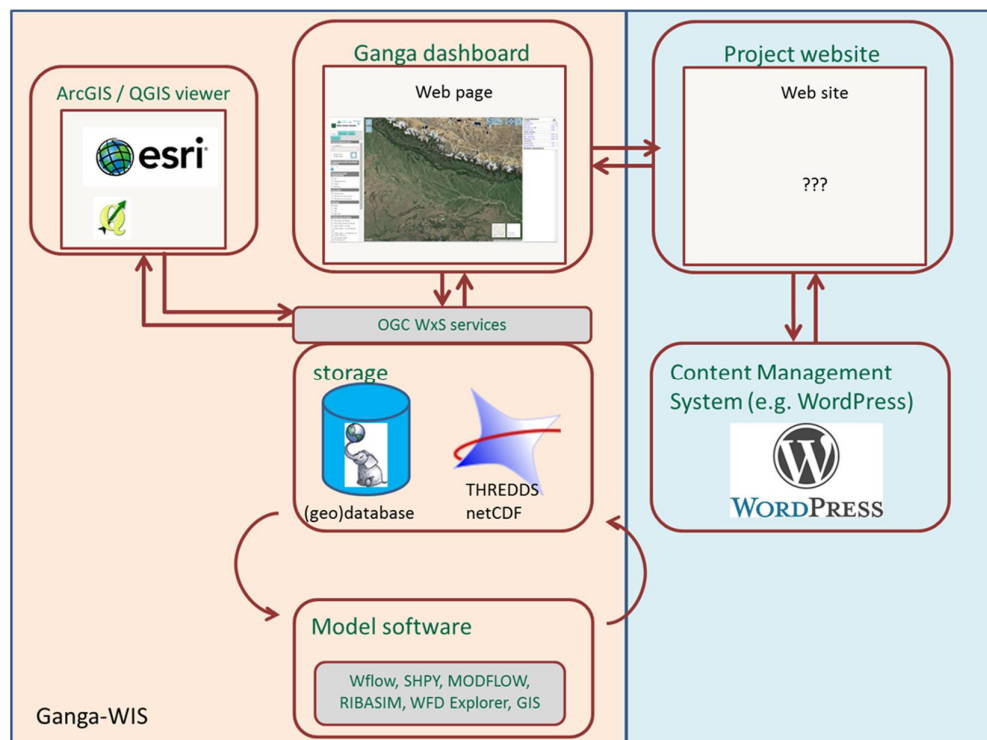 Ganga dashboard
Project website
ArcGIS / QGIS viewer
Web page
Web site
esri
???
OGC WxS services
storage
Content Management
System (e.g. WordPress)
THREDDS
netCDF
(geo)database
WORDPRESS
Model software
Wflow, SHPY, MODFLOW,
RIBASIM, WFD Explorer, GIS
Ganga-WIS